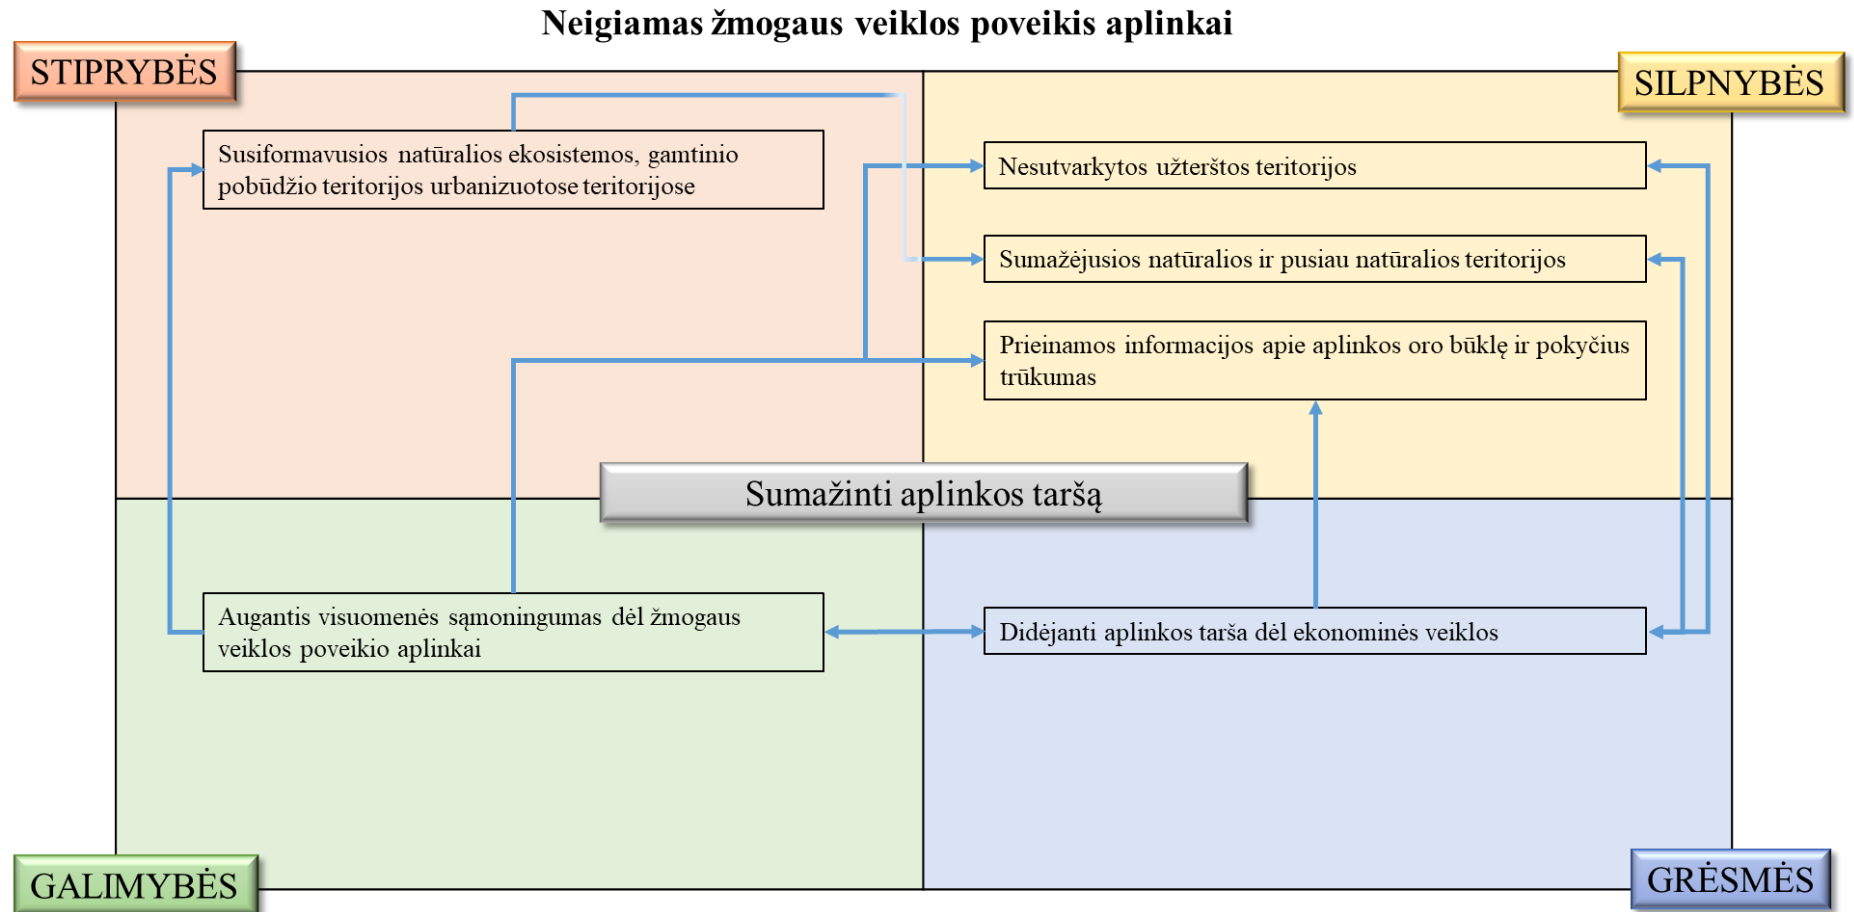 Neigiamas žmogaus veiklos poveikis aplinkai
STIPRYBĖS
SILPNYBĖS
Susiformavusios natūralios ekosistemos, gamtinio
pobūdžio teritorijos urbanizuotose teritorijose
Nesutvarkytos užterštos teritorijos
Sumažėjusios natūralios ir pusiau natūralios teritorijos
Prieinamos informacijos apie aplinkos oro būklę ir pokyčius
trūkumas
Sumažinti aplinkos taršą
Augantis visuomenės sąmoningumas dėl žmogaus
veiklos poveikio aplinkai
Didėjanti aplinkos tarša dėl ekonominės veiklos
GALIMYBĖS
GRĖSMĖS